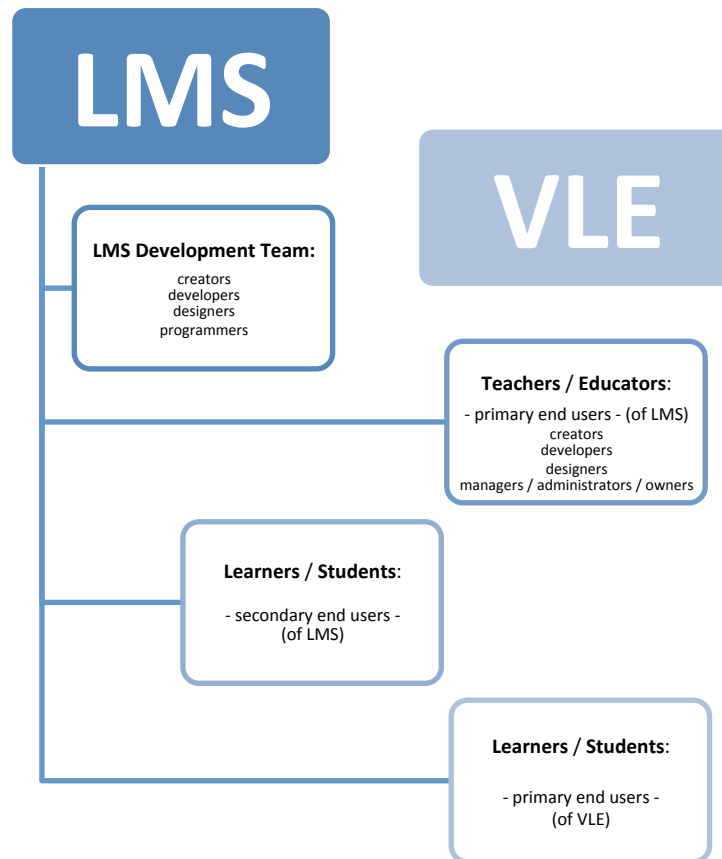 LMS
VLE
LMS Development Team:
creators
developers
designers
programmers
Teachers / Educators:
- primary end users - (of LMS)
creators
developers
designers
managers / administrators / owners
Learners / Students:
- secondary end users -
(of LMS)
Learners / Students:
- primary end users -
(of VLE)